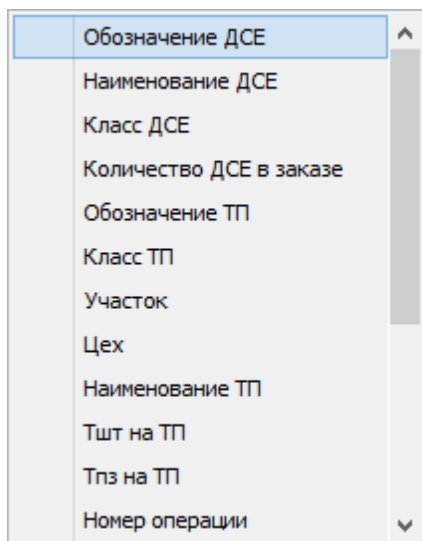 Обозначение ДСЕ
Наименование ДСЕ
Класс ДСЕ
Количество ДСЕ в заказе
Обозначение ТП
Класс ТП
Участок
Цех
Наименование ТП
Тшт на ТП
Тпз на ТП
Номер операции